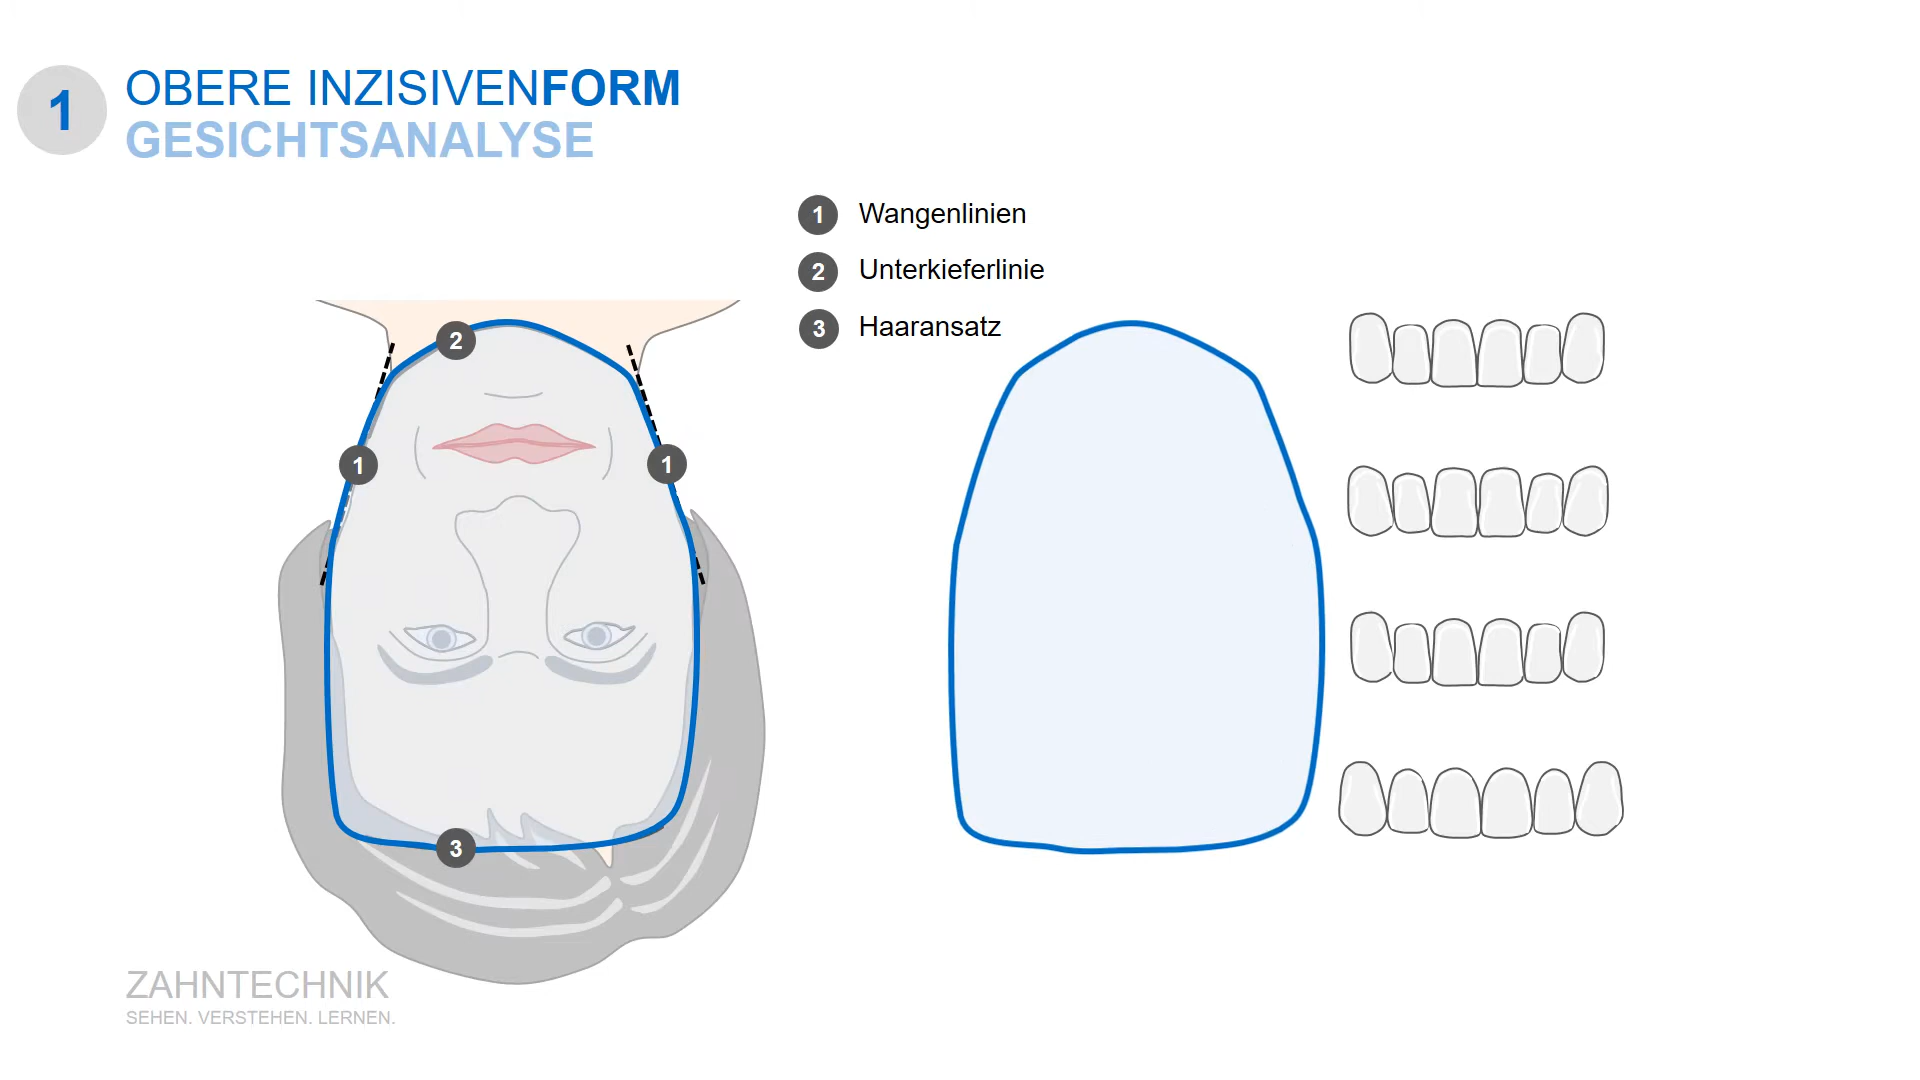 1
OBERE INZISIVENFORM
GESICHTSANALYSE
1 Wangenlinien
2 Unterkieferlinie
3 Haaransatz
2
1 1
3
ZAHNTECHNIK
SEHEN. VERSTEHEN. LERNEN.